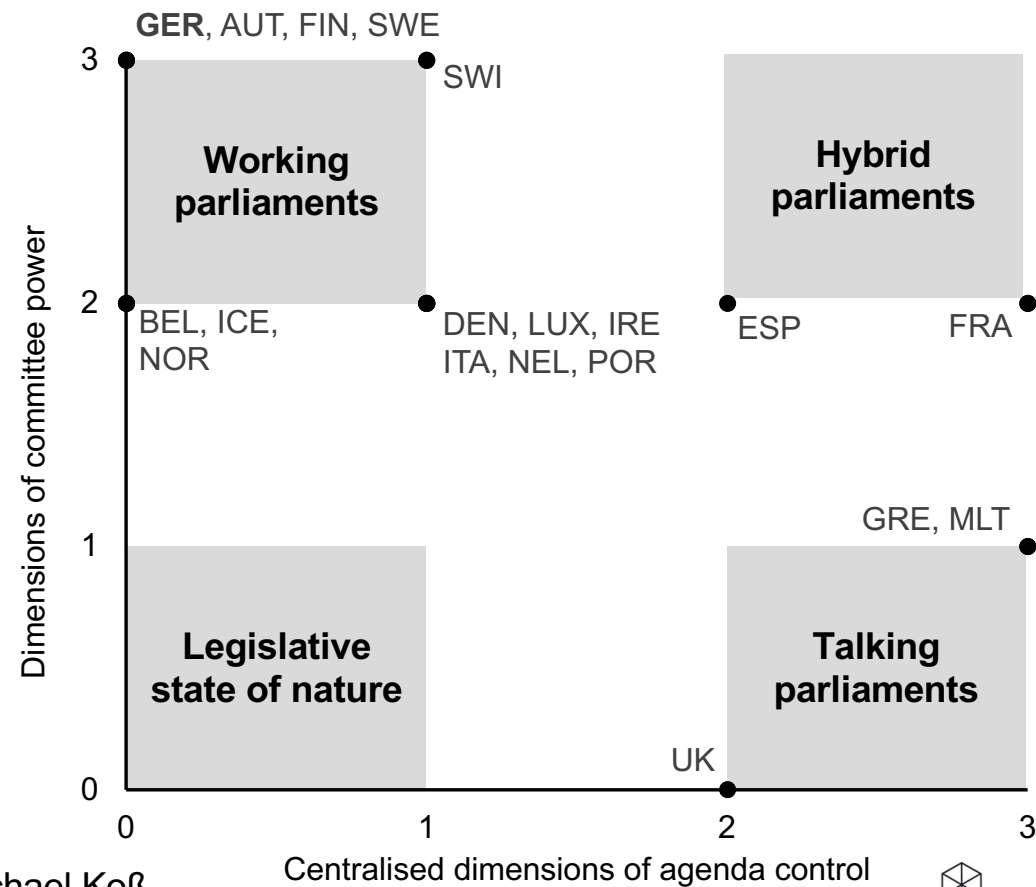 GER, AUT, FIN, SWE
3
SWI
Working
parliaments
Hybrid
parliaments
Dimensions of committee power
2
BEL, ICE,
NOR
DEN, LUX, IRE
ITA, NEL, POR
ESP
FRA
GRE, MLT
1
Legislative
state of nature
Talking
parliaments
UK
0
0
1
2
3
Centralised dimensions of agenda control